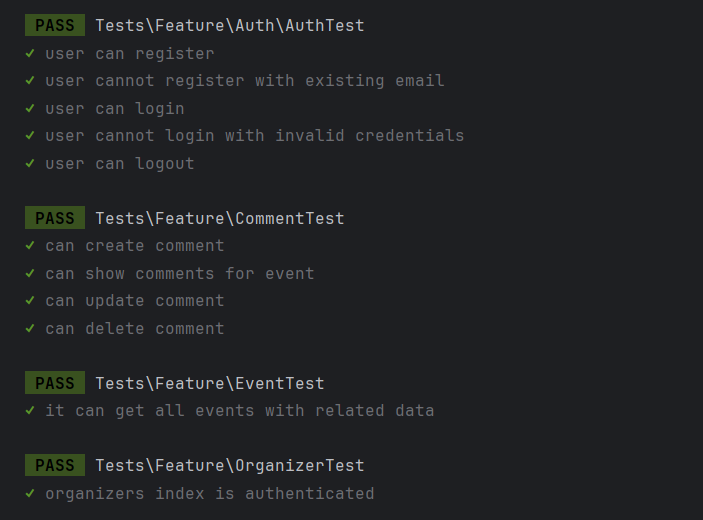 PASS Tests\Feature\Auth\AuthTest
✓ user can register
✓ user cannot register with existing email
✓ user can login
✓ user cannot login with invalid credentials
✓ user can logout
PASS Tests\Feature\CommentTest
✓ can create comment
✓ can show comments for event
✓ can update comment
✓ can delete comment
PASS Tests\Feature\EventTest
✓ it can get all events with related data
PASS Tests\Feature\OrganizerTest
✓ organizers index is authenticated